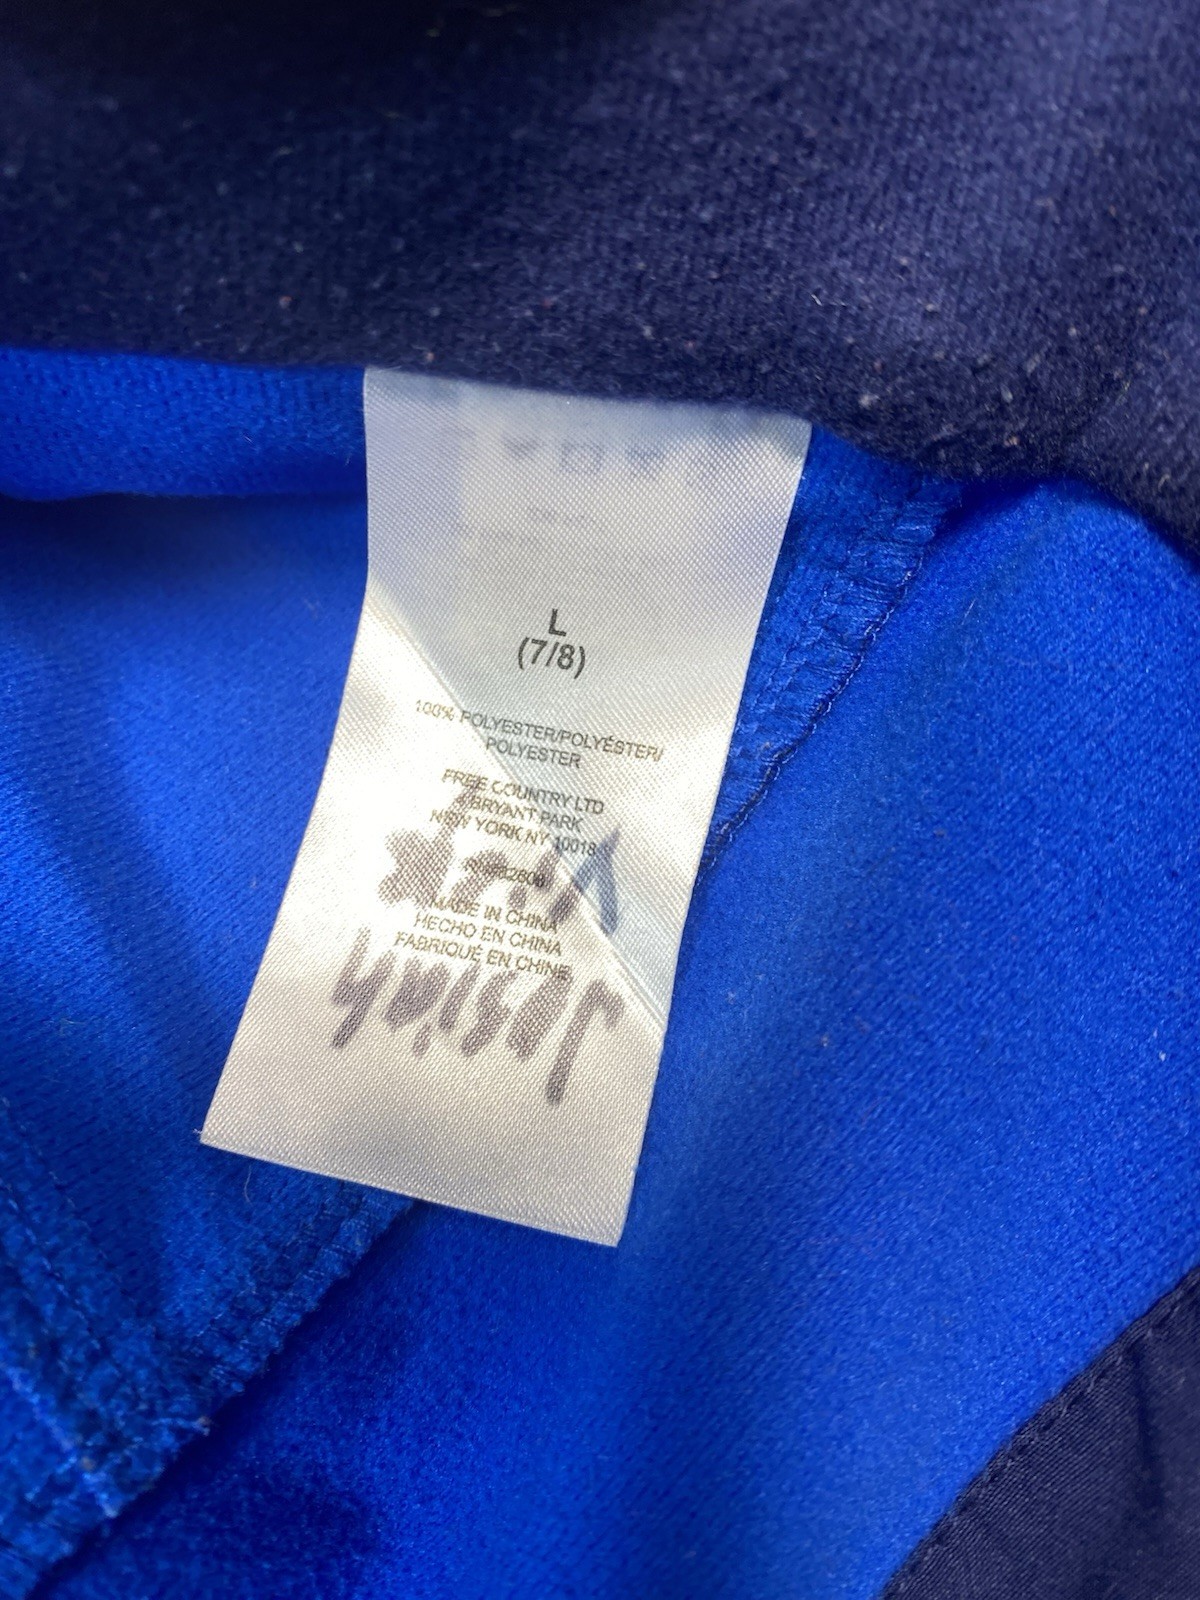 L
(7/8)
100% POLYESTER/POLYÉSTER/
POLYESTER
FREE COUNTRY LTD
BRYANT PARK
NEW YORK NY 10018
MADE IN CHINA
HECHO EN CHINA
FABRIQUÉ EN CHINE
Josiah